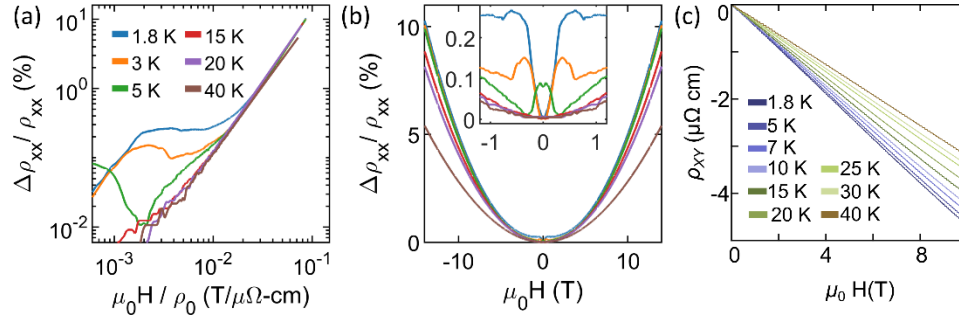 (a)
Δρxx/ ρxx (%)
10¹
10⁰
10⁻¹
10⁻²
1.8 K 15 K
3 K 20 K
5 K 40 K
10⁻³ 10⁻² 10⁻¹
μ₀H / ρ₀ (T/μΩ-cm)
(b)
Δρxx/ ρxx (%)
10
5
0
0.2
0.1
0
-1 0 1
-10 0 10
μ₀H (T)
(c)
ρXY (μΩ cm)
0
-2
-4
1.8 K
5 K
7 K
10 K 25 K
15 K 30 K
20 K 40 K
0 4 8
μ₀ H(T)